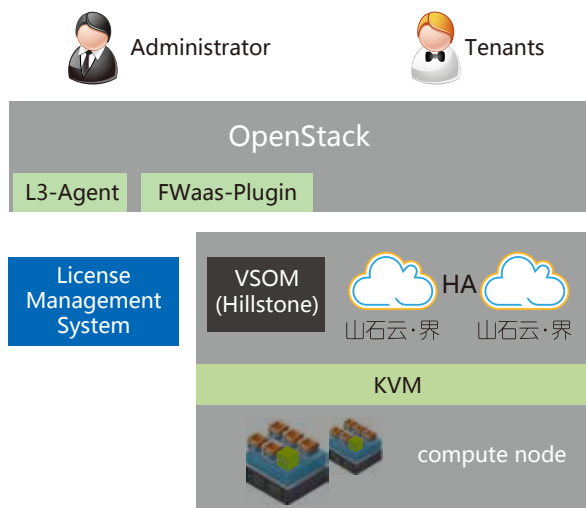 Administrator
Tenants
OpenStack
L3-Agent
FWaas-Plugin
License
Management
System
VSOM
(Hillstone)
HA
山石云·界
山石云·界
KVM
compute node